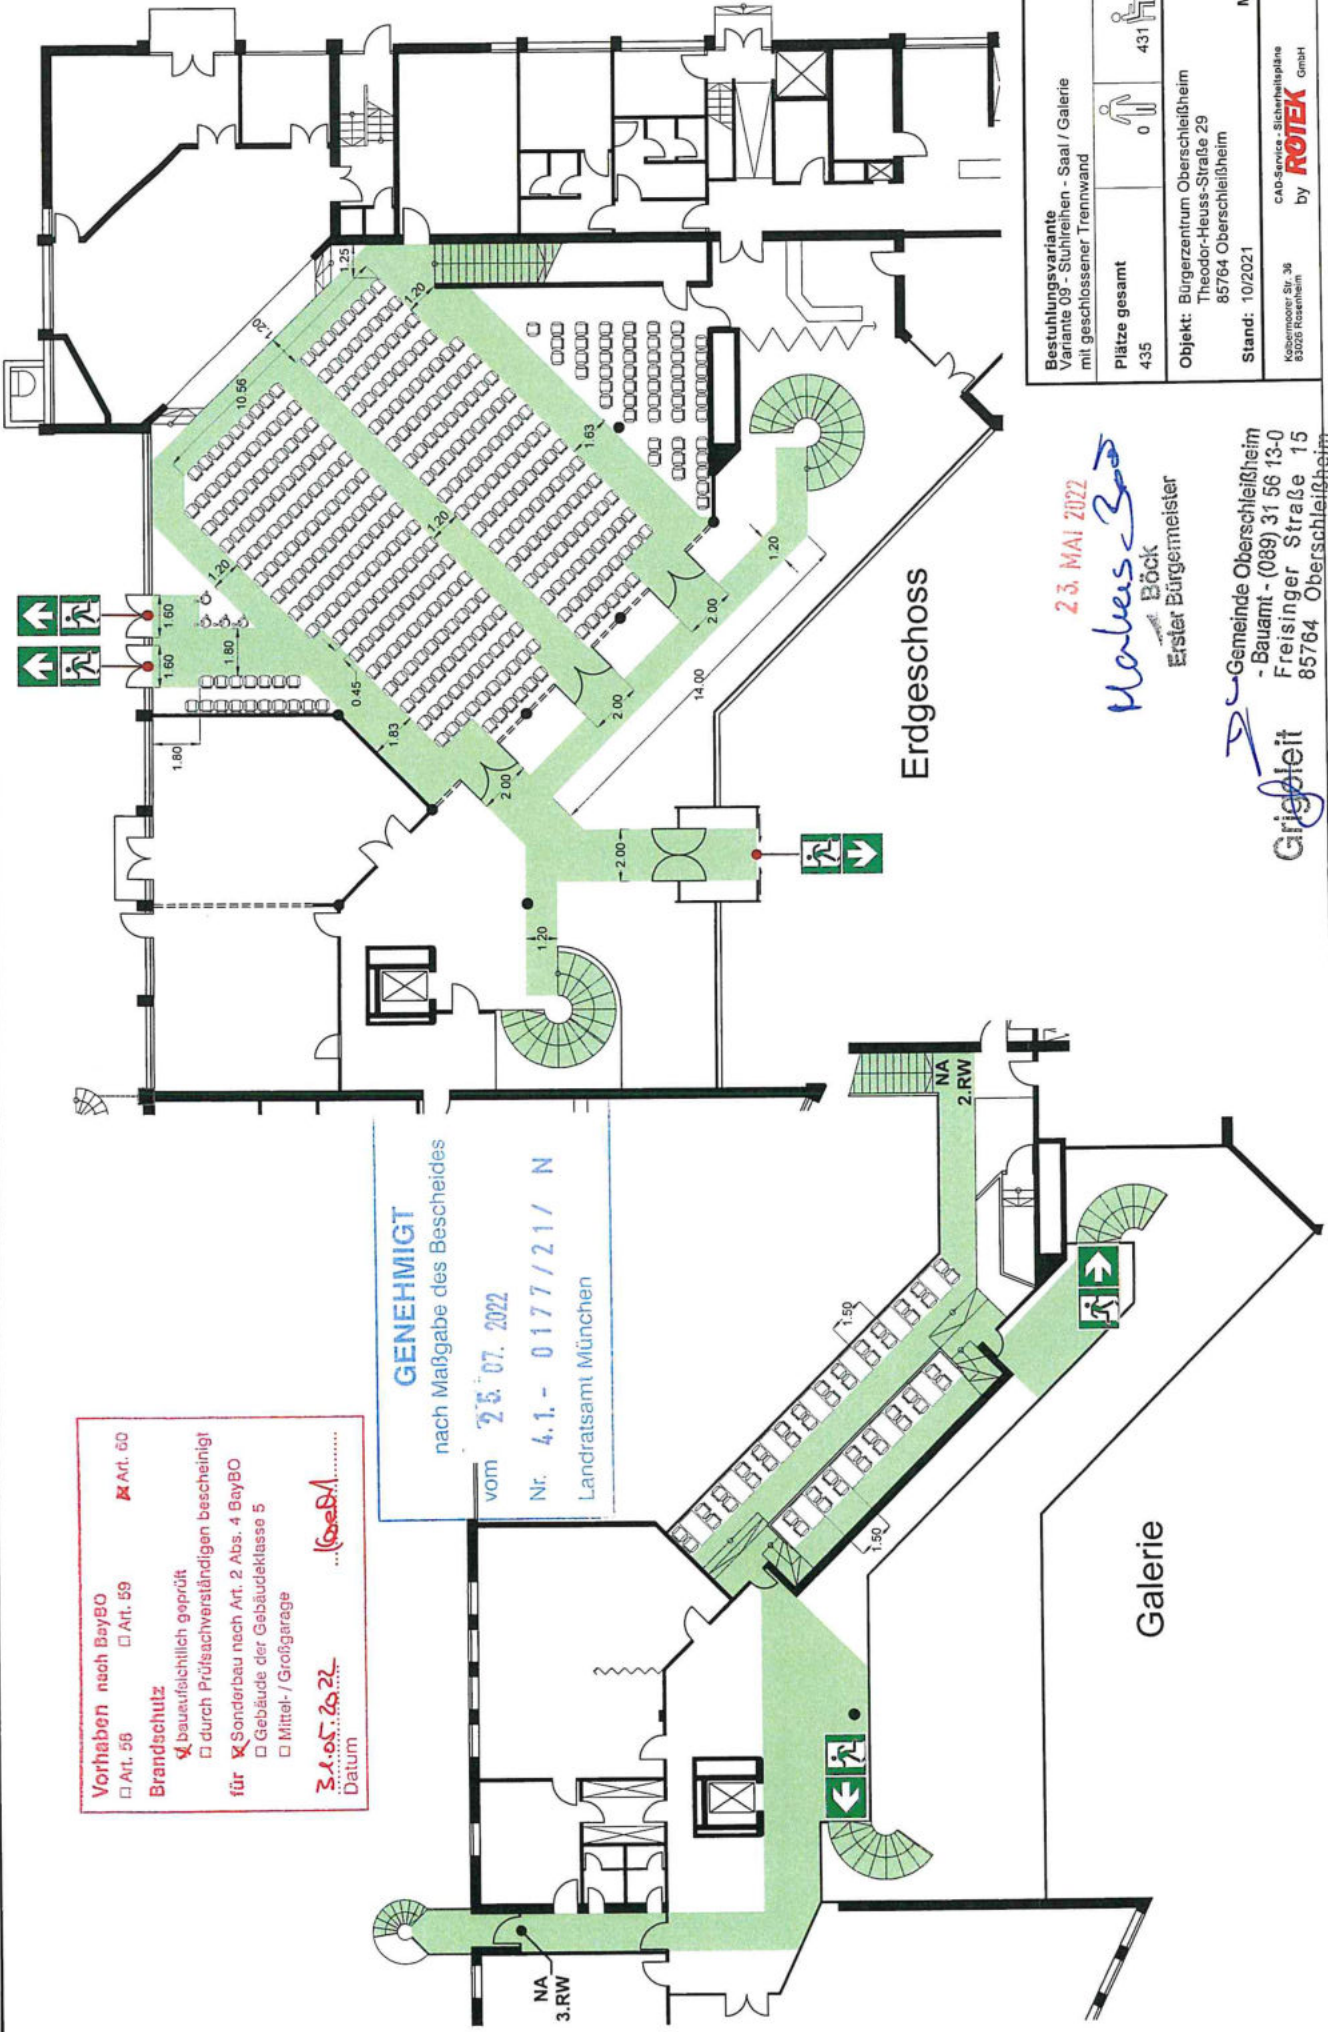 Vorhaben nach BayBO
☐ Art. 58 ☐ Art. 59 ☒ Art. 60
Brandschutz
☒ bauaufsichtlich geprüft
☐ durch Prüfsachverständigen bescheinigt
für ☒ Sonderbau nach Art. 2 Abs. 4 BayBO
☐ Gebäude der Gebäudeklasse 5
☐ Mittel- / Großgarage
31.05.2022
Datum
GENEHMIGT
nach Maßgabe des Bescheides
vom 25. 07. 2022
Nr. 4.1. - 0177/21/ N
Landratsamt München
NA
3.RW
NA
2.RW
1.50
1.50
Galerie
1.60
1.60
1.80
1.80
1.20
0.45
1.83
2.00
2.00
2.00
2.00
14.00
1.20
1.20
1.20
1.63
10.56
1.20
1.20
1.25
Erdgeschoss
23. MAI 2022
Böck
Erster Bürgermeister
Gemeinde Oberschleißheim
- Bauamt - (089) 31 56 13-0
Freisinger Straße 15
85764 Oberschleißheim
Grigoleit
Bestuhlungsvariante
Variante 09 - Stuhlreihen - Saal / Galerie
mit geschlossener Trennwand
Plätze gesamt
435
0
431
Objekt: Bürgerzentrum Oberschleißheim
Theodor-Heuss-Straße 29
85764 Oberschleißheim
Stand: 10/2021
M
Kolbermoorer Str. 36
83026 Rosenheim
CAD-Service - Sicherheitspläne
by ROTEK GmbH